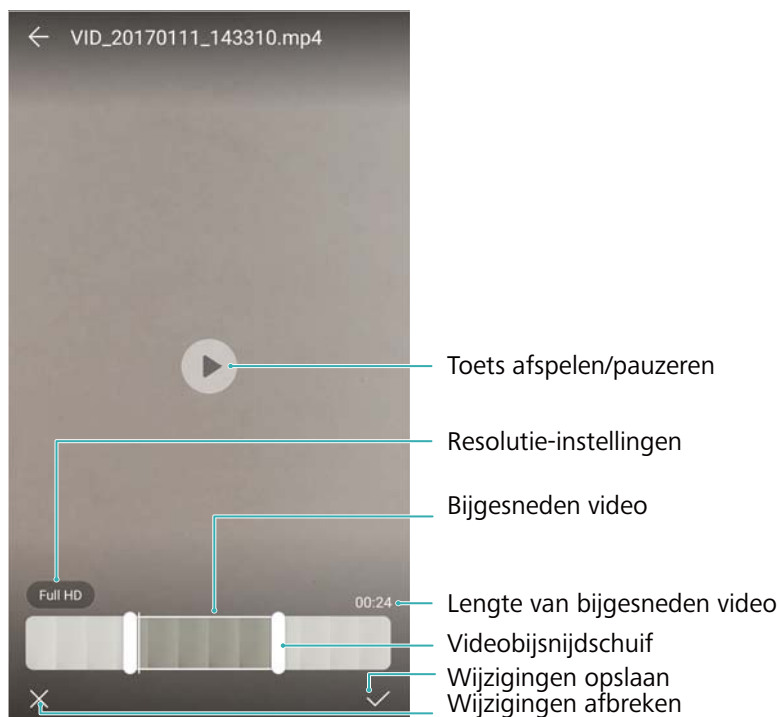 VID_20170111_143310.mp4
Toets afspelen/pauzeren
Resolutie-instellingen
Bijgesneden video
Full HD
00:24
Lengte van bijgesneden video
Videobijsnijdschuif
Wijzigingen opslaan
Wijzigingen afbreken